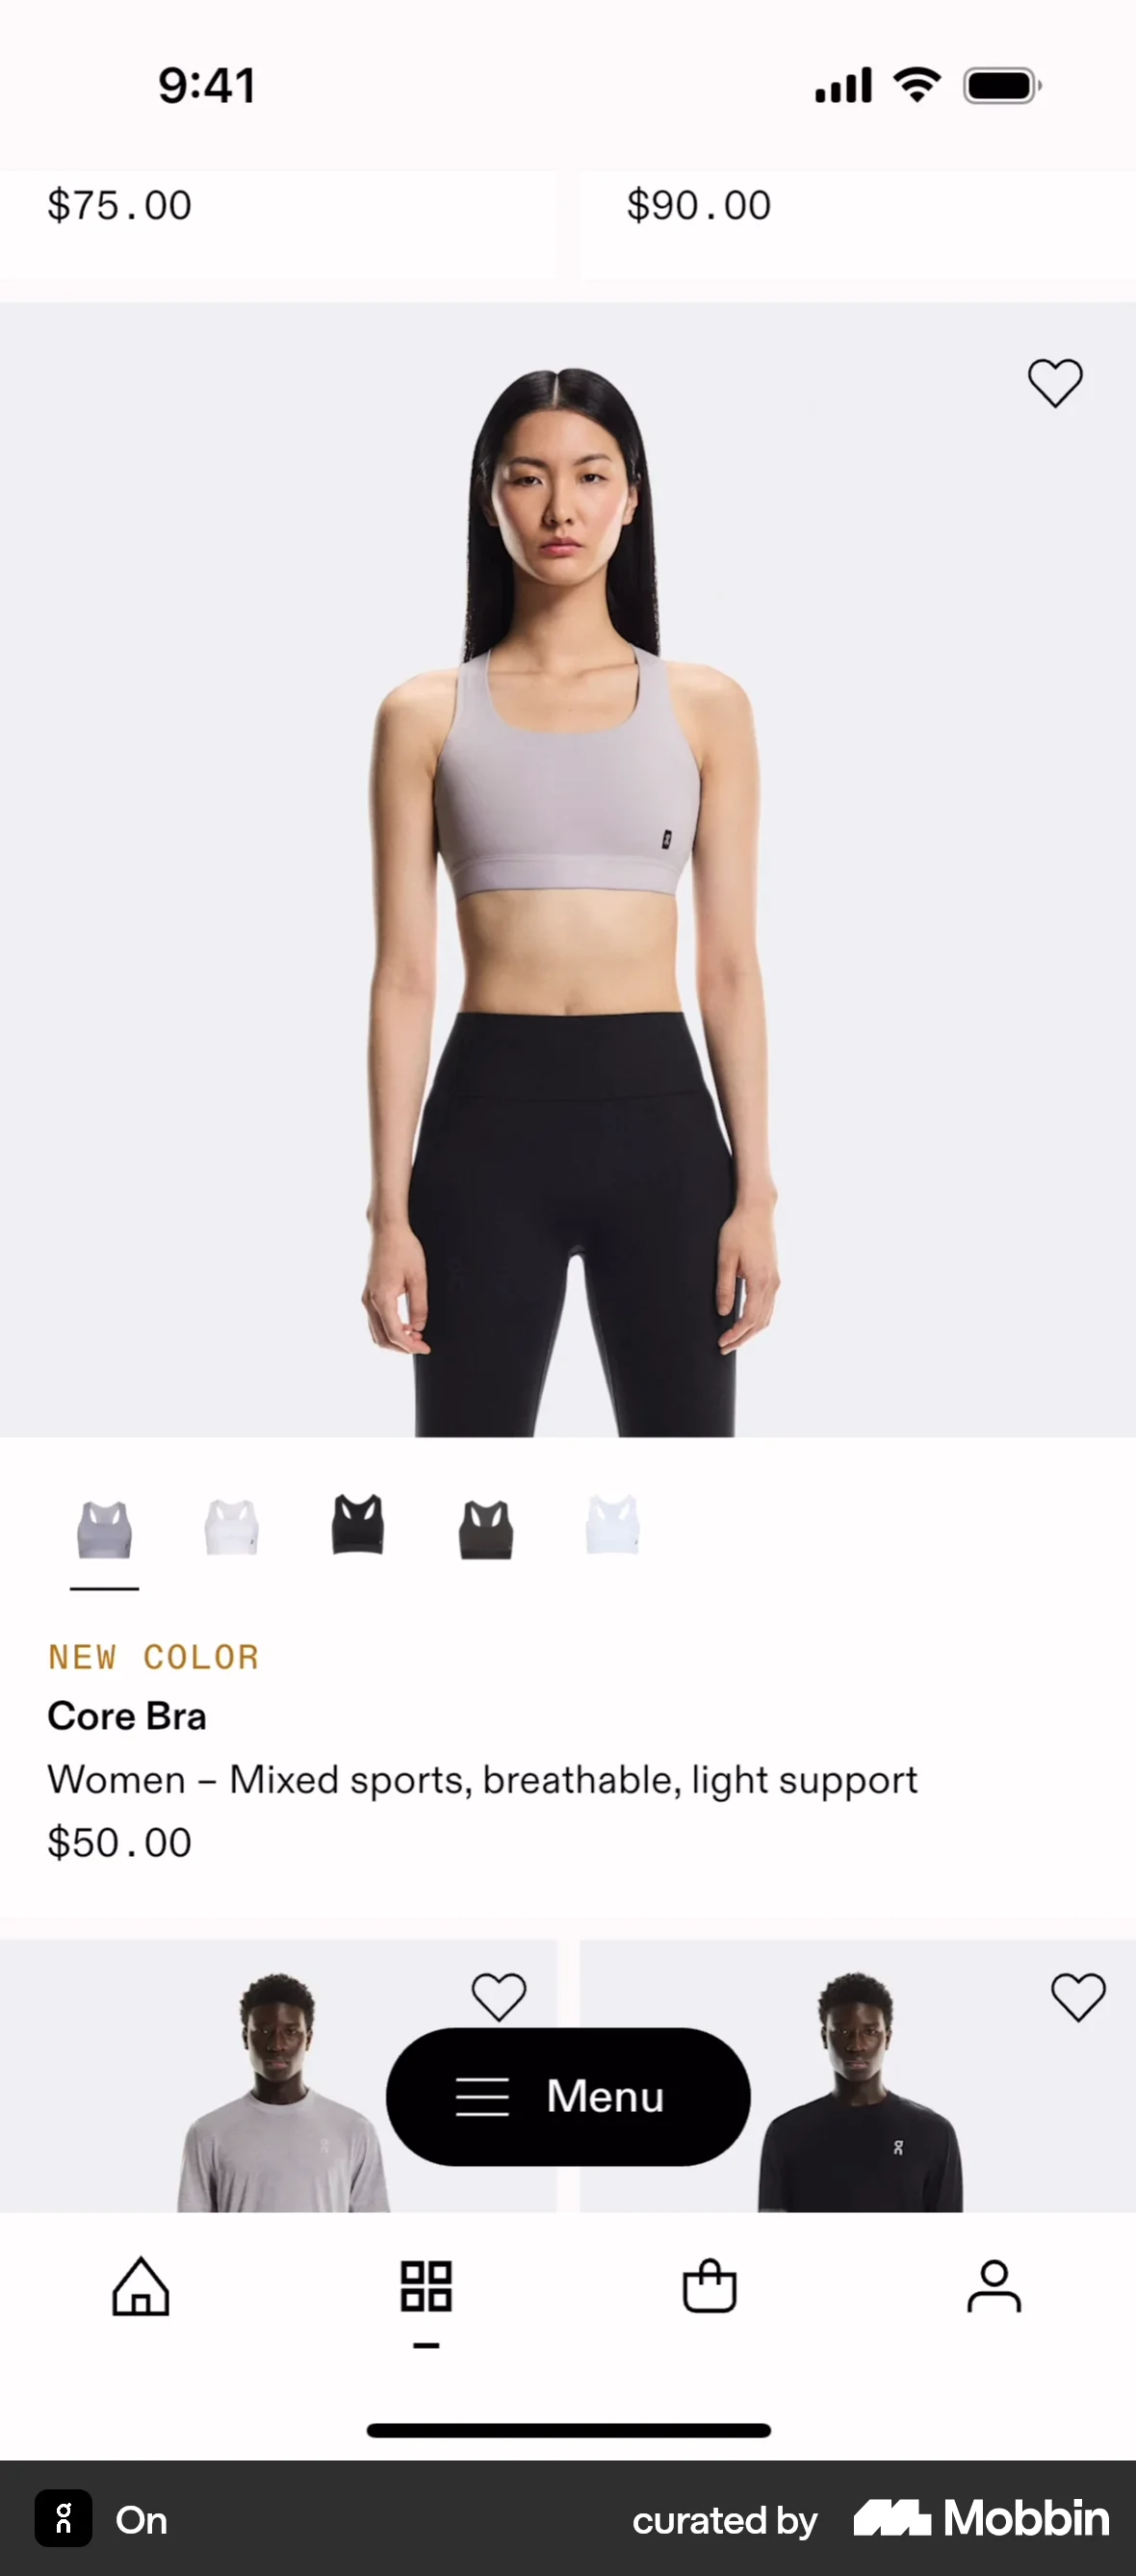 9:41
$75.00
$90.00
NEW COLOR
Core Bra
Women – Mixed sports, breathable, light support
$50.00
Menu
On
curated by Mobbin